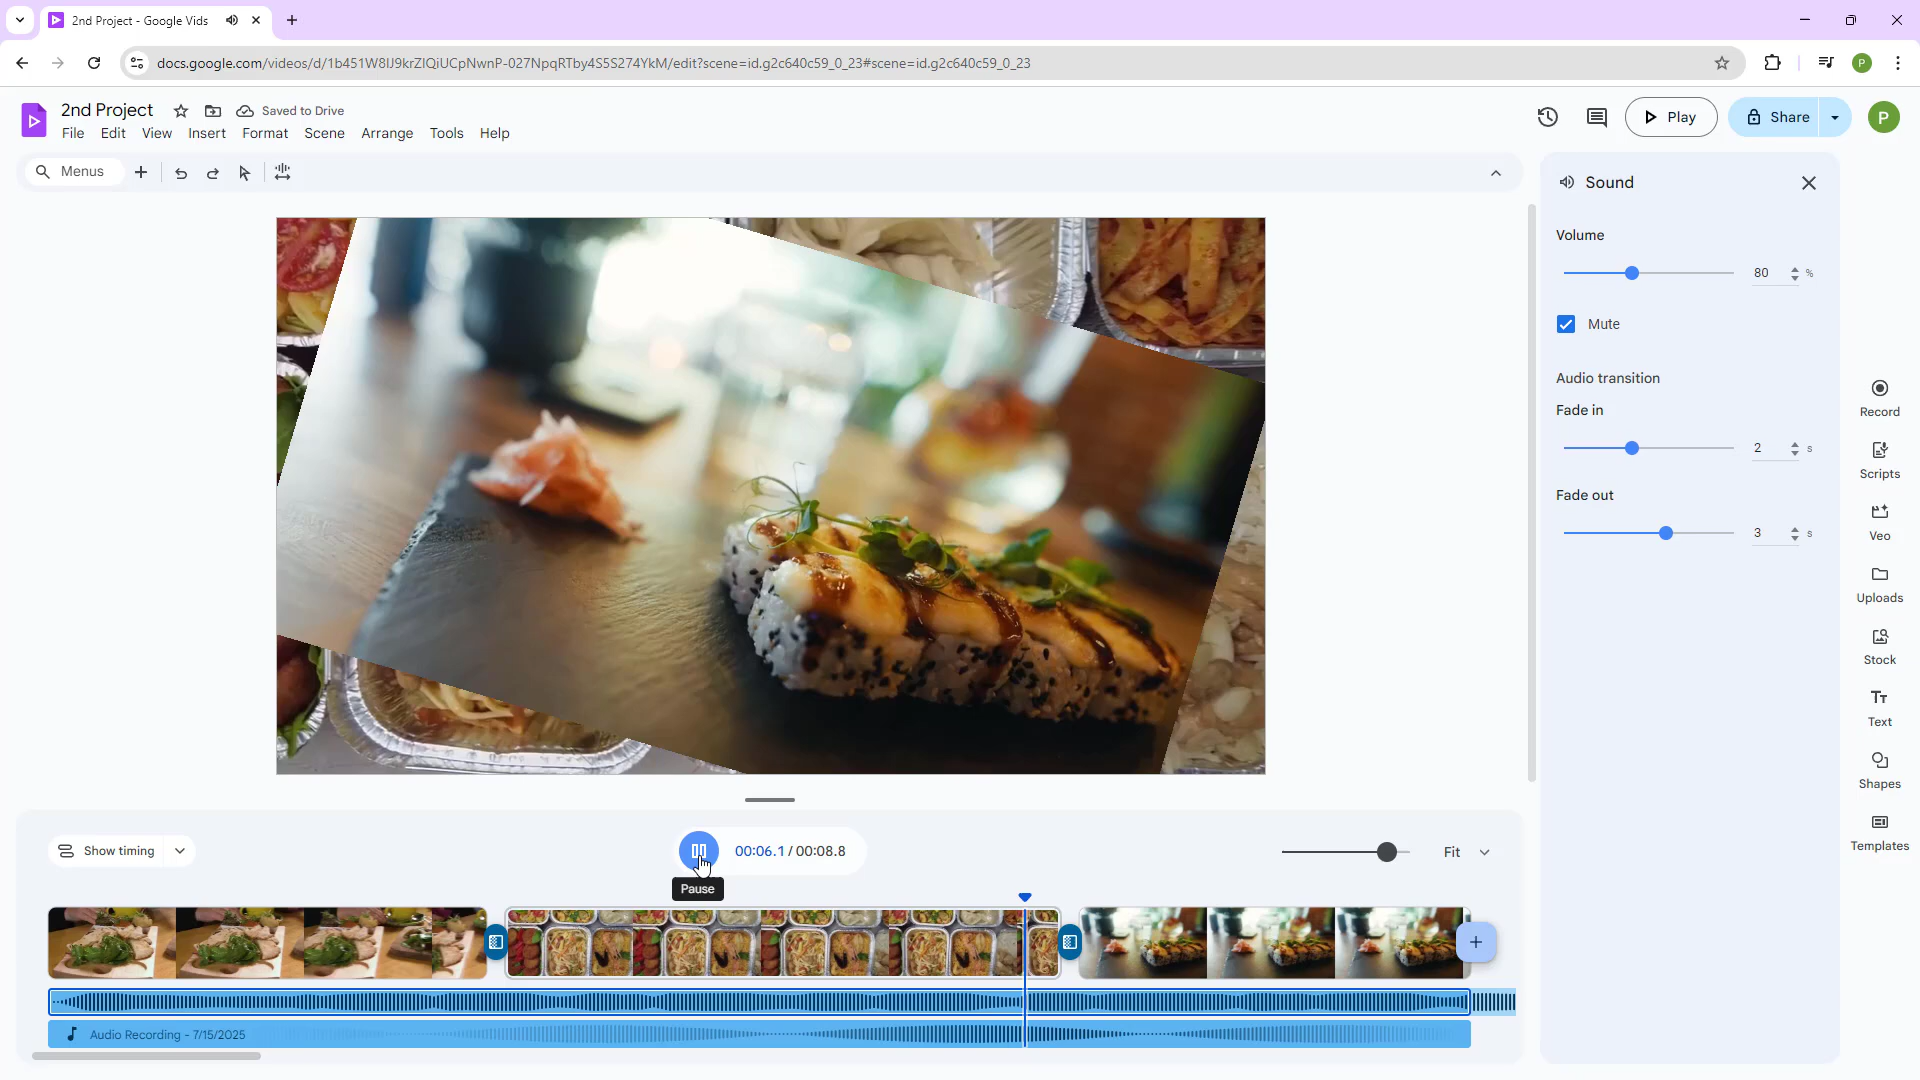 2nd Project - Google Vids
docs.google.com/videos/d/1b451W8IJ9krZIQiUCpNwnP-027NpqRTby4S5S274YkM/edit?scene=id.g2c640c59_0_23#scene=id.g2c640c59_0_23
P
2nd Project
Saved to Drive
File Edit View Insert Format Scene Arrange Tools Help
Play
Share
P
Menus
Sound
Volume
80 %
Mute
Audio transition
Fade in
2 s
Fade out
3 s
Record
Scripts
Veo
Uploads
Stock
Text
Shapes
Templates
Show timing
00:06.1 / 00:08.8
Fit
Pause
Audio Recording - 7/15/2025